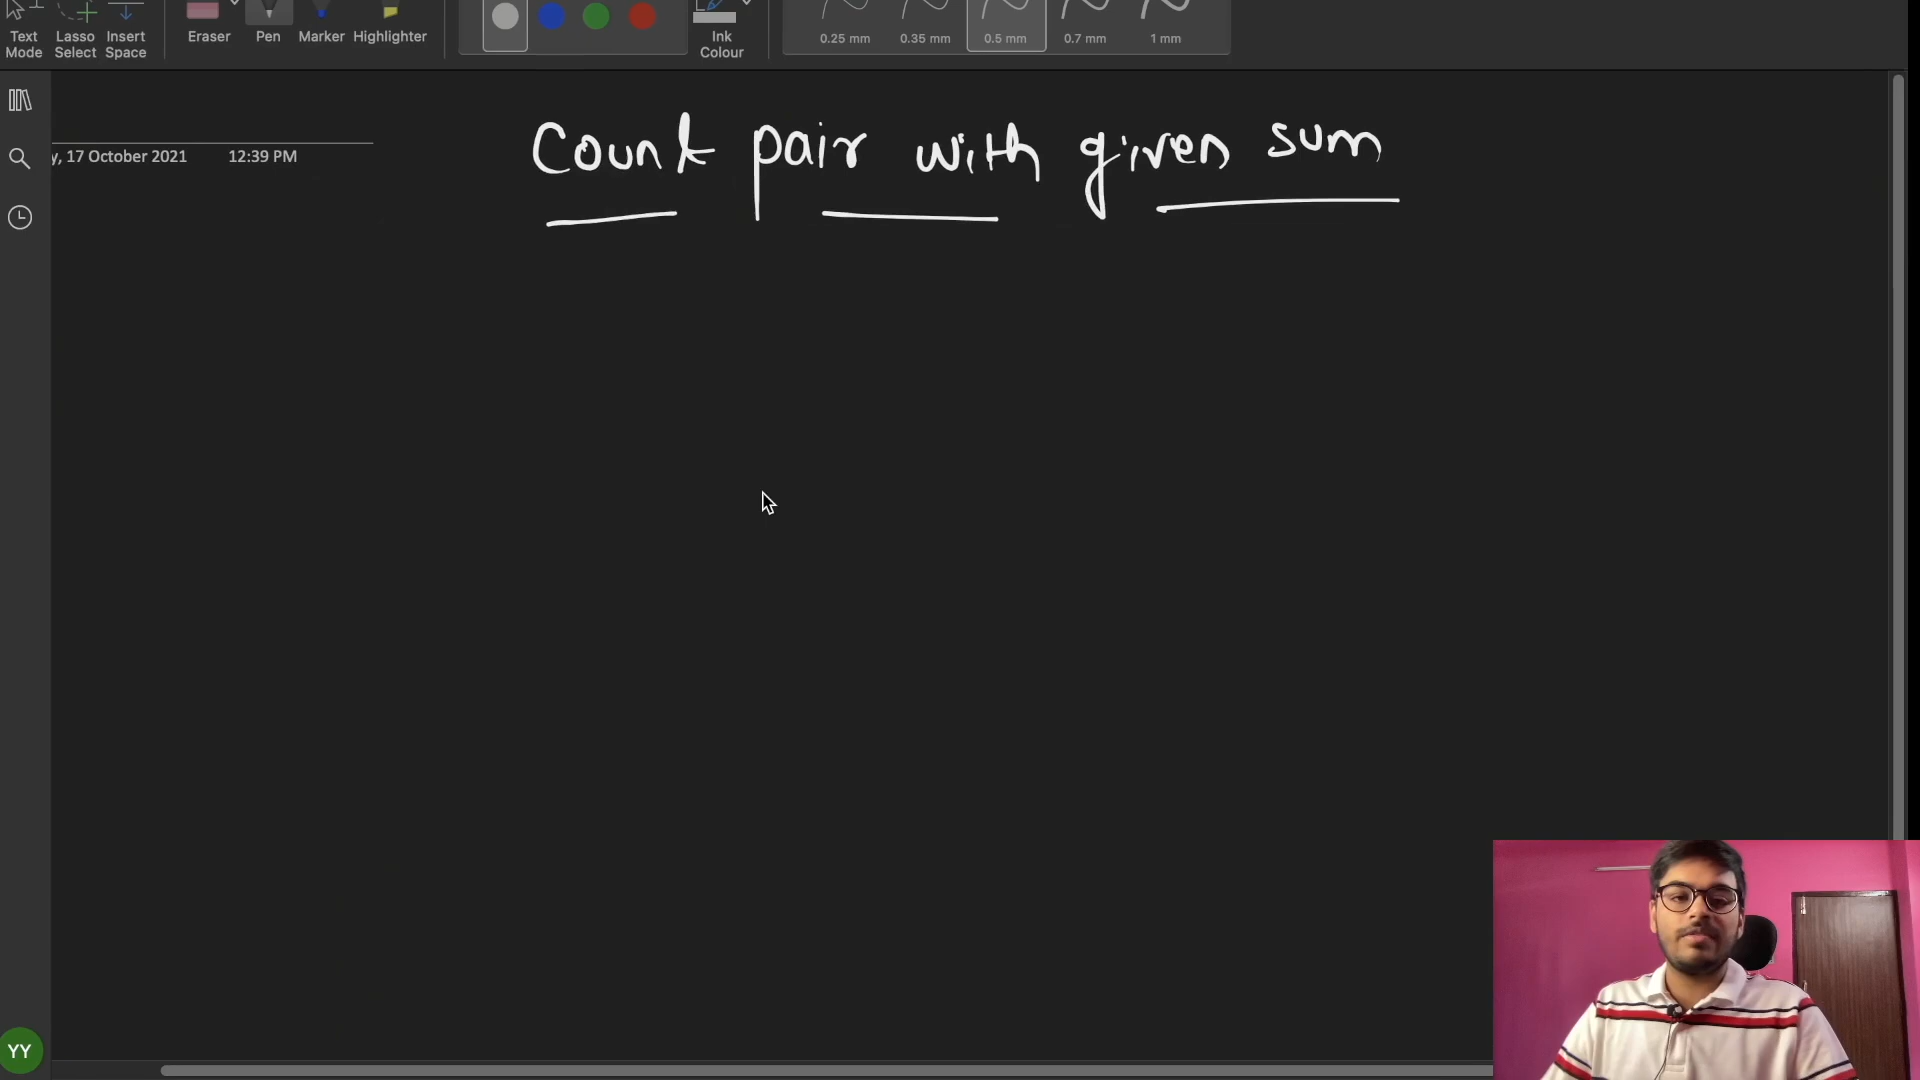 Text Mode
Lasso Select
Insert Space
Eraser
Pen
Marker
Highlighter
Ink Colour
0.25 mm
0.35 mm
0.5 mm
0.7 mm
1 mm
Count pair with given sum
y, 17 October 2021 12:39 PM
YY